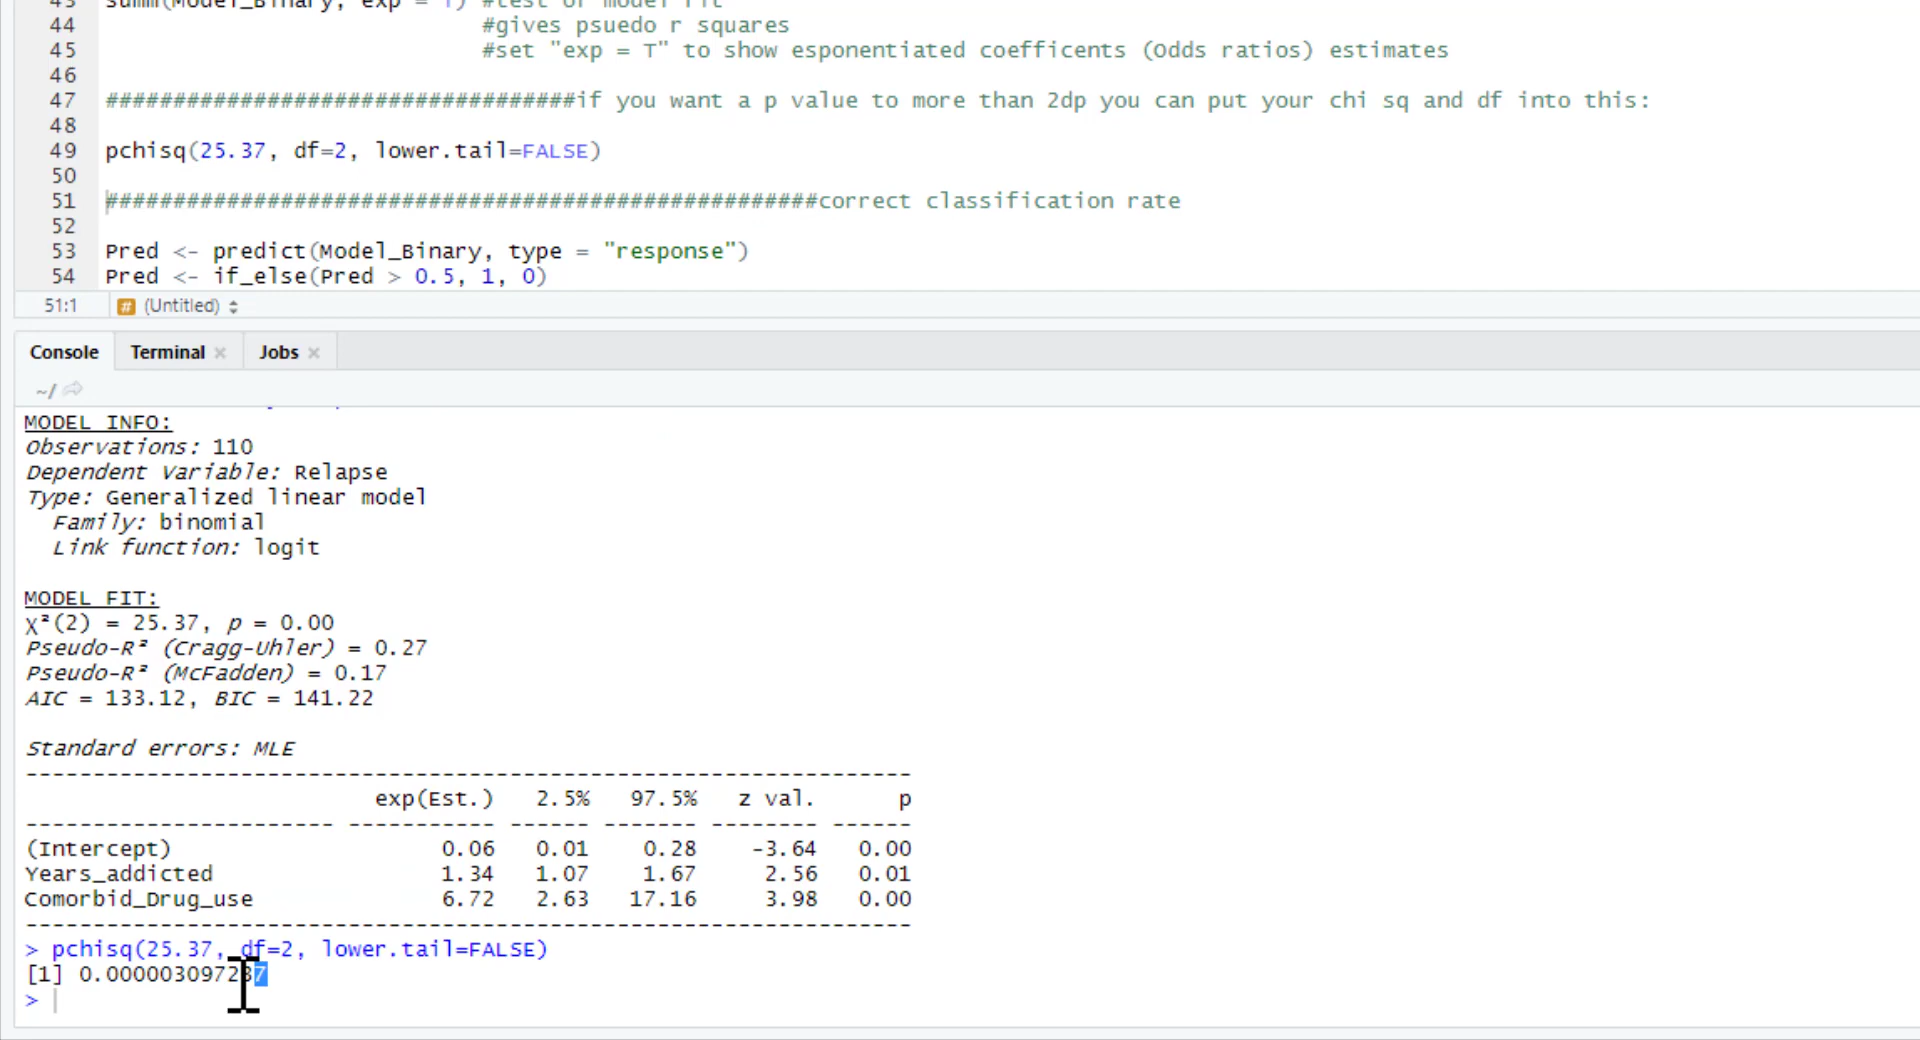 43 summ(Model_Binary, exp = T) #test of model fit
44 #gives psuedo r squares
45 #set "exp = T" to show esponentiated coefficents (Odds ratios) estimates
46
47 ###################################if you want a p value to more than 2dp you can put your chi sq and df into this:
48
49 pchisq(25.37, df=2, lower.tail=FALSE)
50
51 #####################################################correct classification rate
52
53 Pred <- predict(Model_Binary, type = "response")
54 Pred <- if_else(Pred > 0.5, 1, 0)
51:1 # (Untitled)
Console Terminal × Jobs ×
~/
MODEL INFO:
Observations: 110
Dependent Variable: Relapse
Type: Generalized linear model
Family: binomial
Link function: logit
MODEL FIT:
χ²(2) = 25.37, p = 0.00
Pseudo-R² (Cragg-Uhler) = 0.27
Pseudo-R² (McFadden) = 0.17
AIC = 133.12, BIC = 141.22
Standard errors: MLE
------------------------------------------------------------------
exp(Est.) 2.5% 97.5% z val. p
----------------------- ----------- ------ ------- -------- ------
(Intercept) 0.06 0.01 0.28 -3.64 0.00
Years_addicted 1.34 1.07 1.67 2.56 0.01
Comorbid_Drug_use 6.72 2.63 17.16 3.98 0.00
------------------------------------------------------------------
> pchisq(25.37, df=2, lower.tail=FALSE)
[1]
>